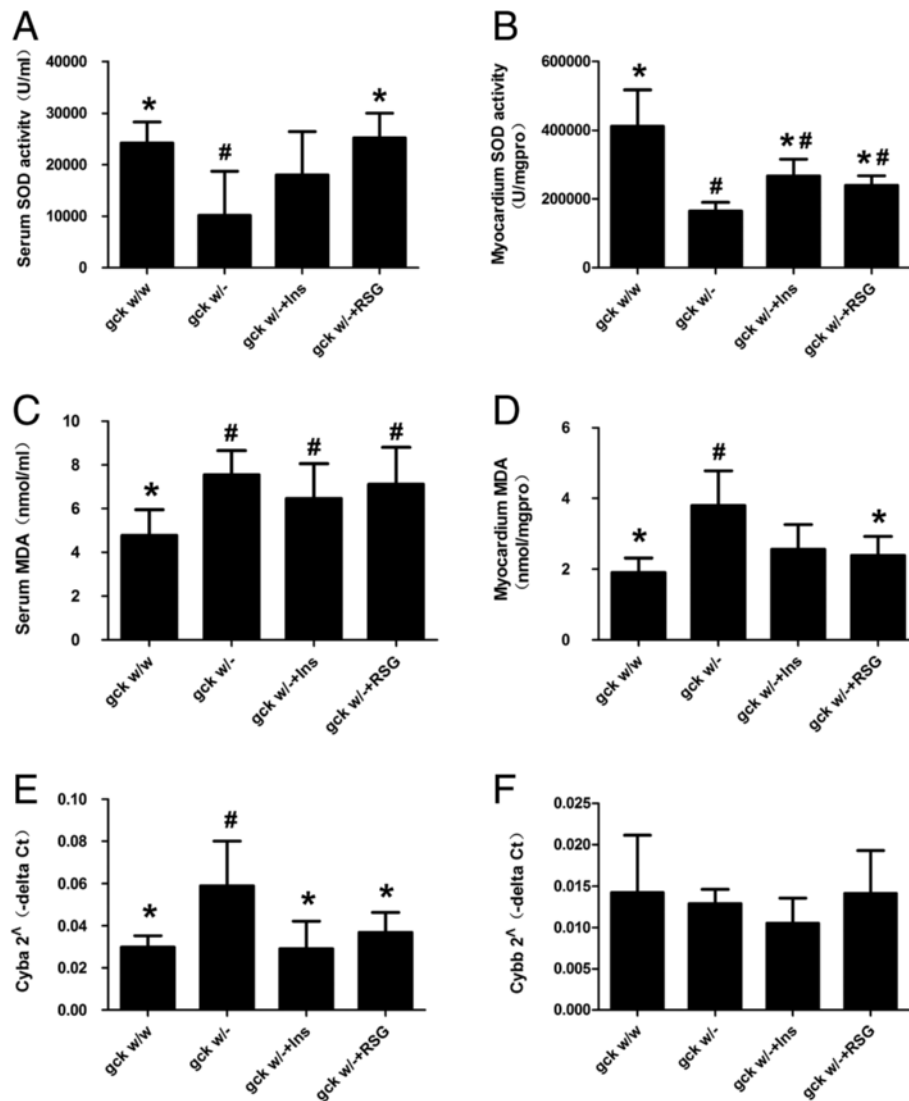 A
Serum SOD activity (U/ml)
40000
30000
20000
10000
0
*
#
*
gck w/w
gck w/-
gck w/-+Ins
gck w/-+RSG
B
Myocardium SOD activity
(U/mgpro)
600000
400000
200000
0
*
#
*#
*#
gck w/w
gck w/-
gck w/-+Ins
gck w/-+RSG
C
Serum MDA (nmol/ml)
10
8
6
4
2
0
*
#
#
#
gck w/w
gck w/-
gck w/-+Ins
gck w/-+RSG
D
Myocardium MDA
(nmol/mgpro)
6
4
2
0
*
#
*
gck w/w
gck w/-
gck w/-+Ins
gck w/-+RSG
E
Cyba 2^ (-delta Ct)
0.10
0.08
0.06
0.04
0.02
0.00
*
#
*
*
gck w/w
gck w/-
gck w/-+Ins
gck w/-+RSG
F
Cybb 2^ (-delta Ct)
0.025
0.020
0.015
0.010
0.005
0.000
gck w/w
gck w/-
gck w/-+Ins
gck w/-+RSG